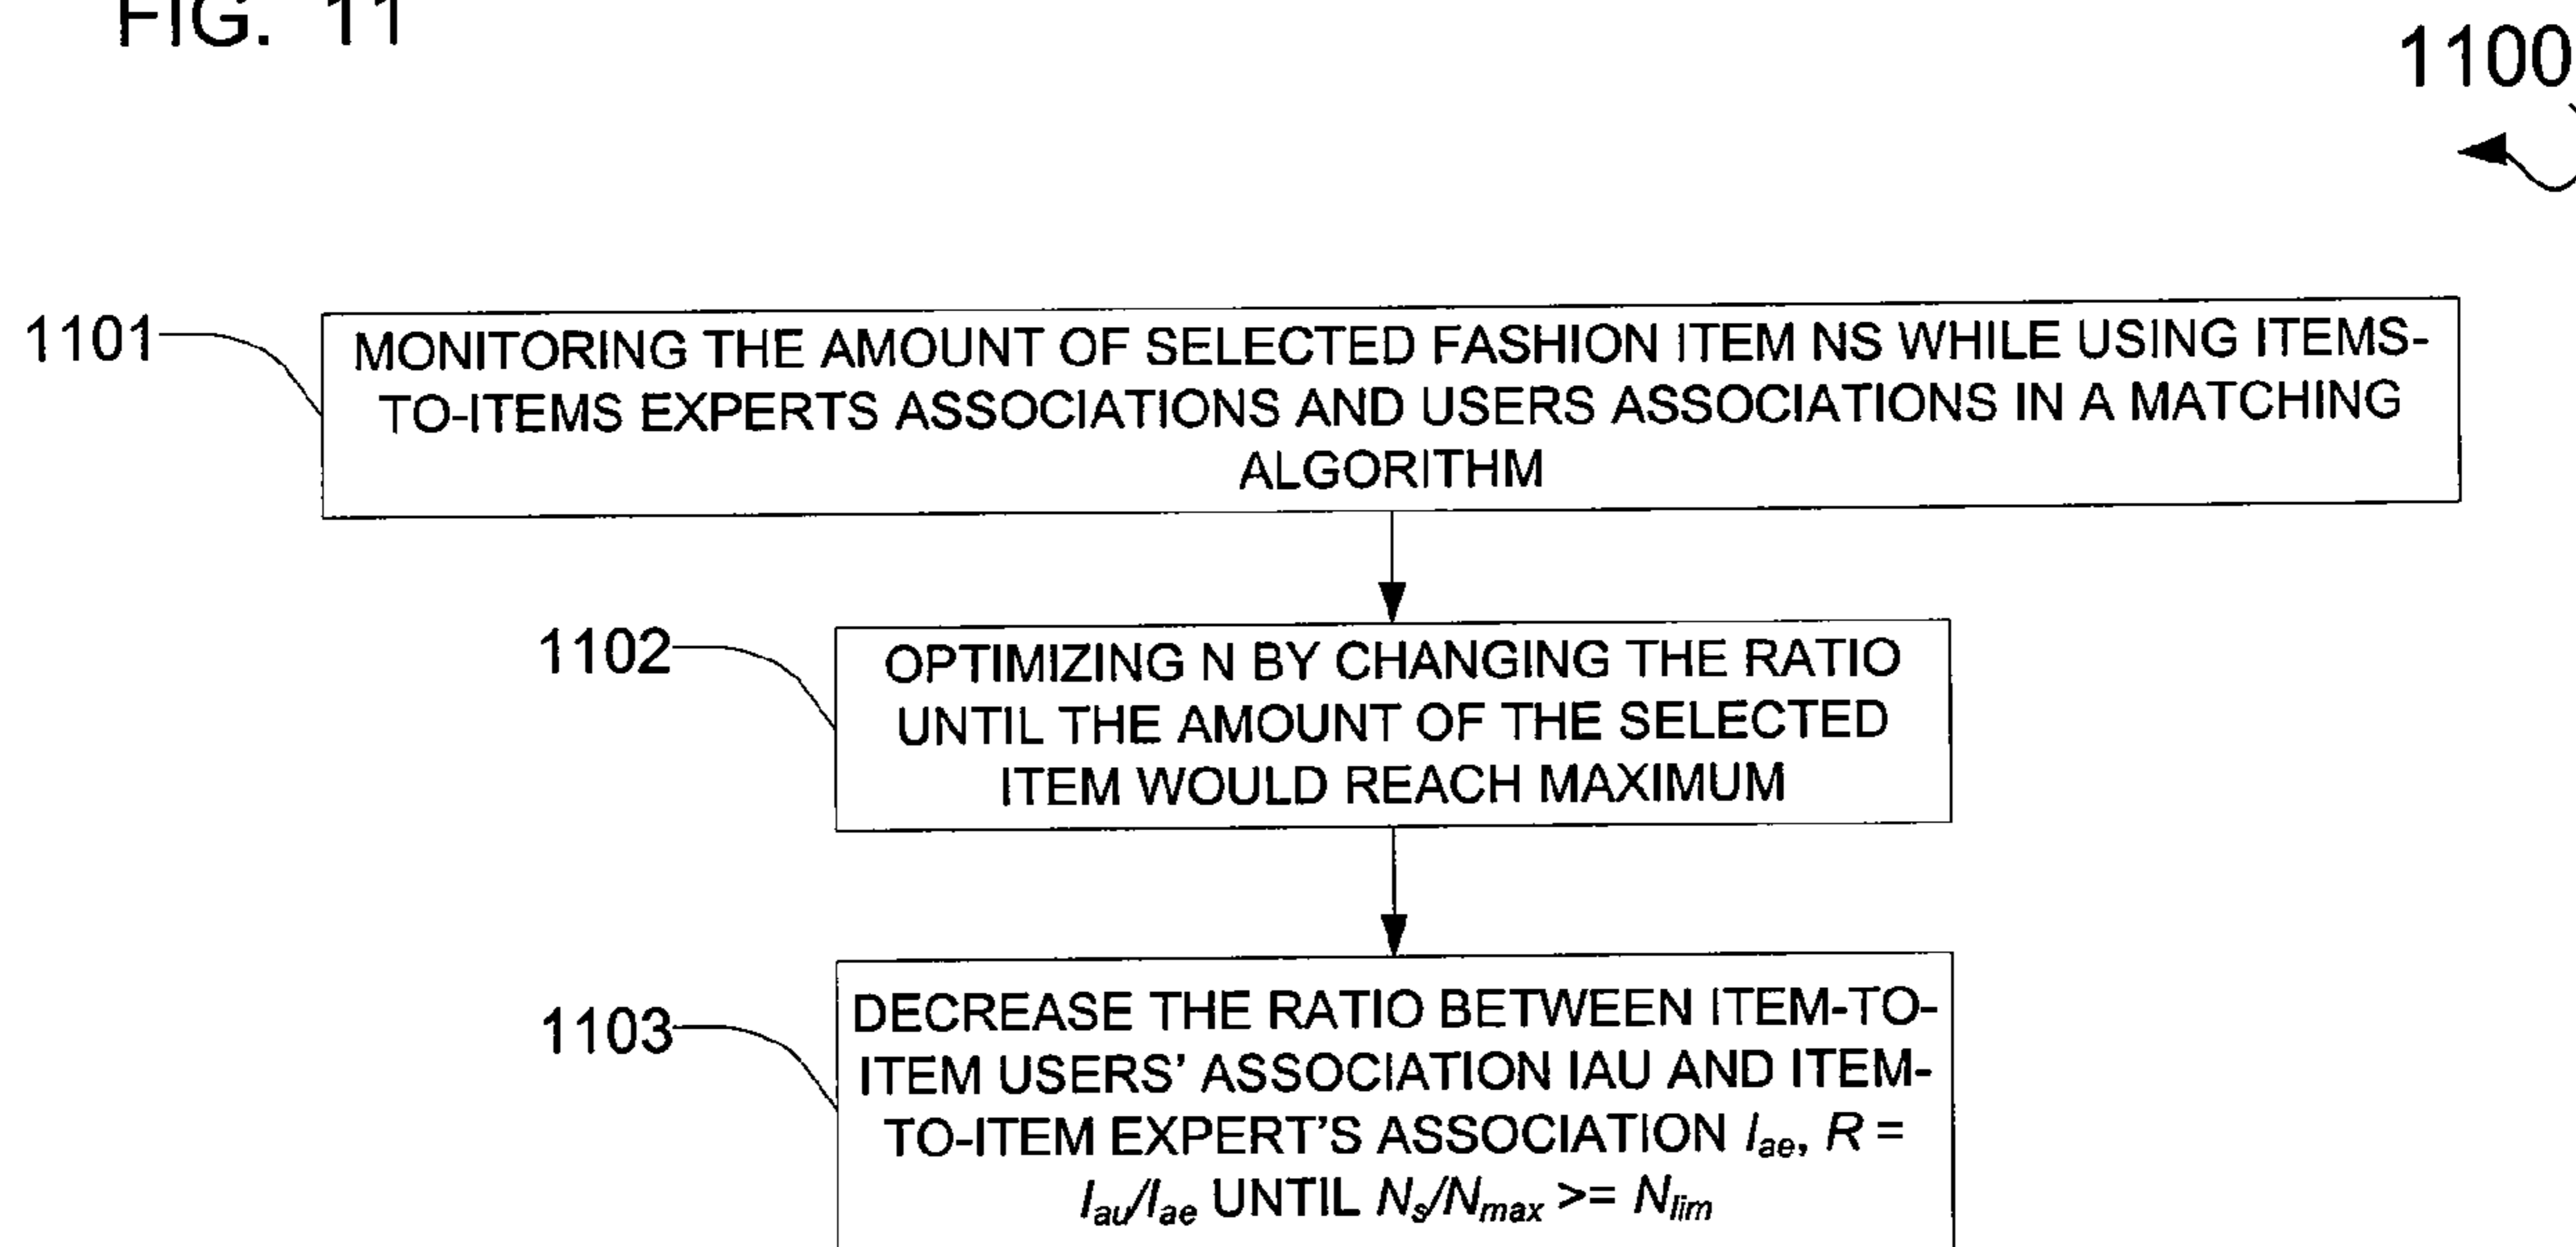 FIG. 11
1100
1101
MONITORING THE AMOUNT OF SELECTED FASHION ITEM NS WHILE USING ITEMS-
TO-ITEMS EXPERTS ASSOCIATIONS AND USERS ASSOCIATIONS IN A MATCHING
ALGORITHM
1102
OPTIMIZING N BY CHANGING THE RATIO
UNTIL THE AMOUNT OF THE SELECTED
ITEM WOULD REACH MAXIMUM
1103
DECREASE THE RATIO BETWEEN ITEM-TO-
ITEM USERS' ASSOCIATION IAU AND ITEM-
TO-ITEM EXPERT'S ASSOCIATION Iae, R =
Iau/Iae UNTIL Ns/Nmax >= Nlim